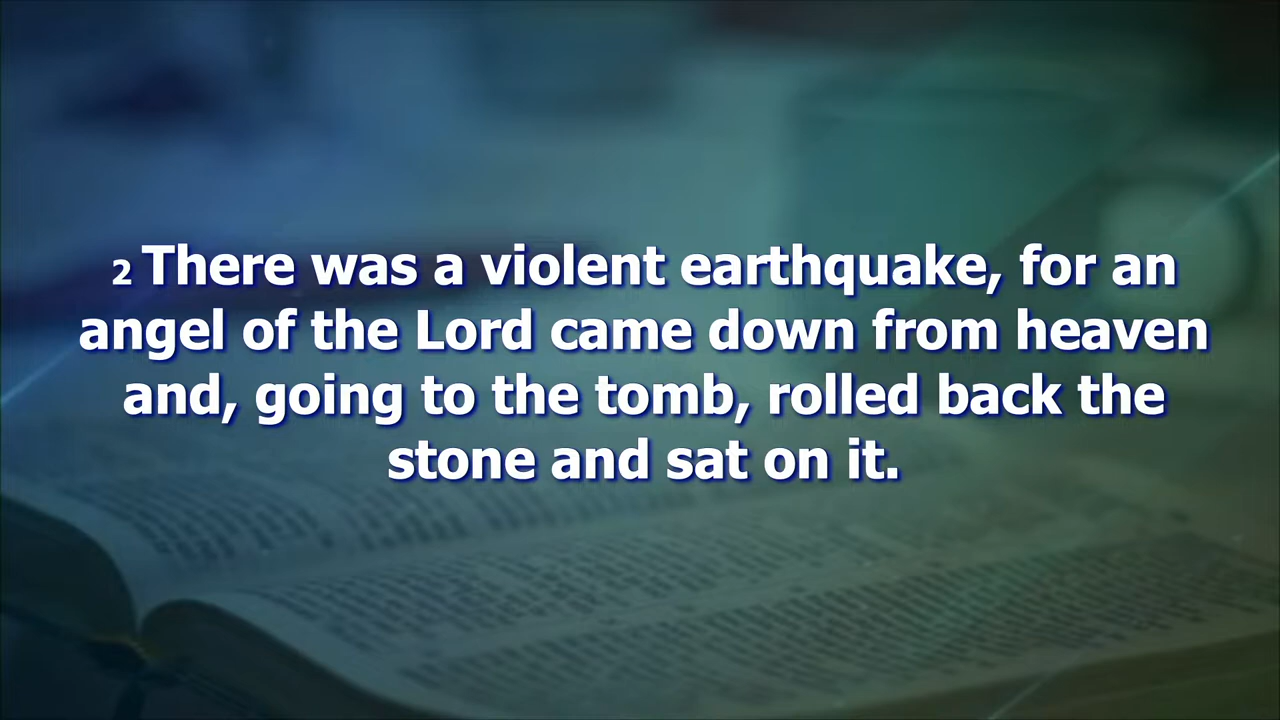 2 There was a violent earthquake, for an
angel of the Lord came down from heaven
and, going to the tomb, rolled back the
stone and sat on it.